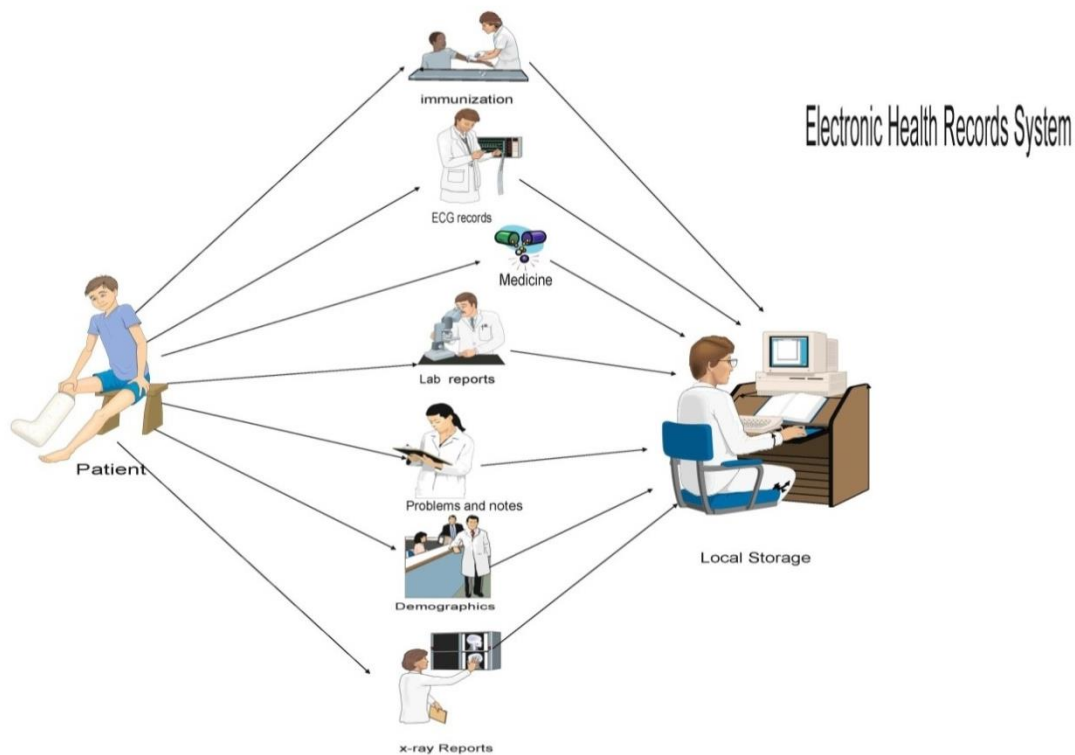 Electronic Health Records System
immunization
ECG records
Medicine
Lab reports
Patient
Problems and notes
Local Storage
Demographics
x-ray Reports